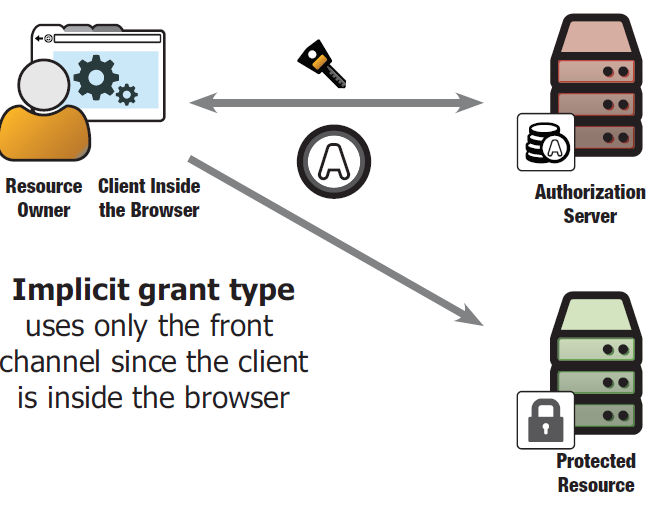 Resource
Owner
Client Inside
the Browser
A
A
Authorization
Server
Implicit grant type
uses only the front
channel since the client
is inside the browser
Protected
Resource